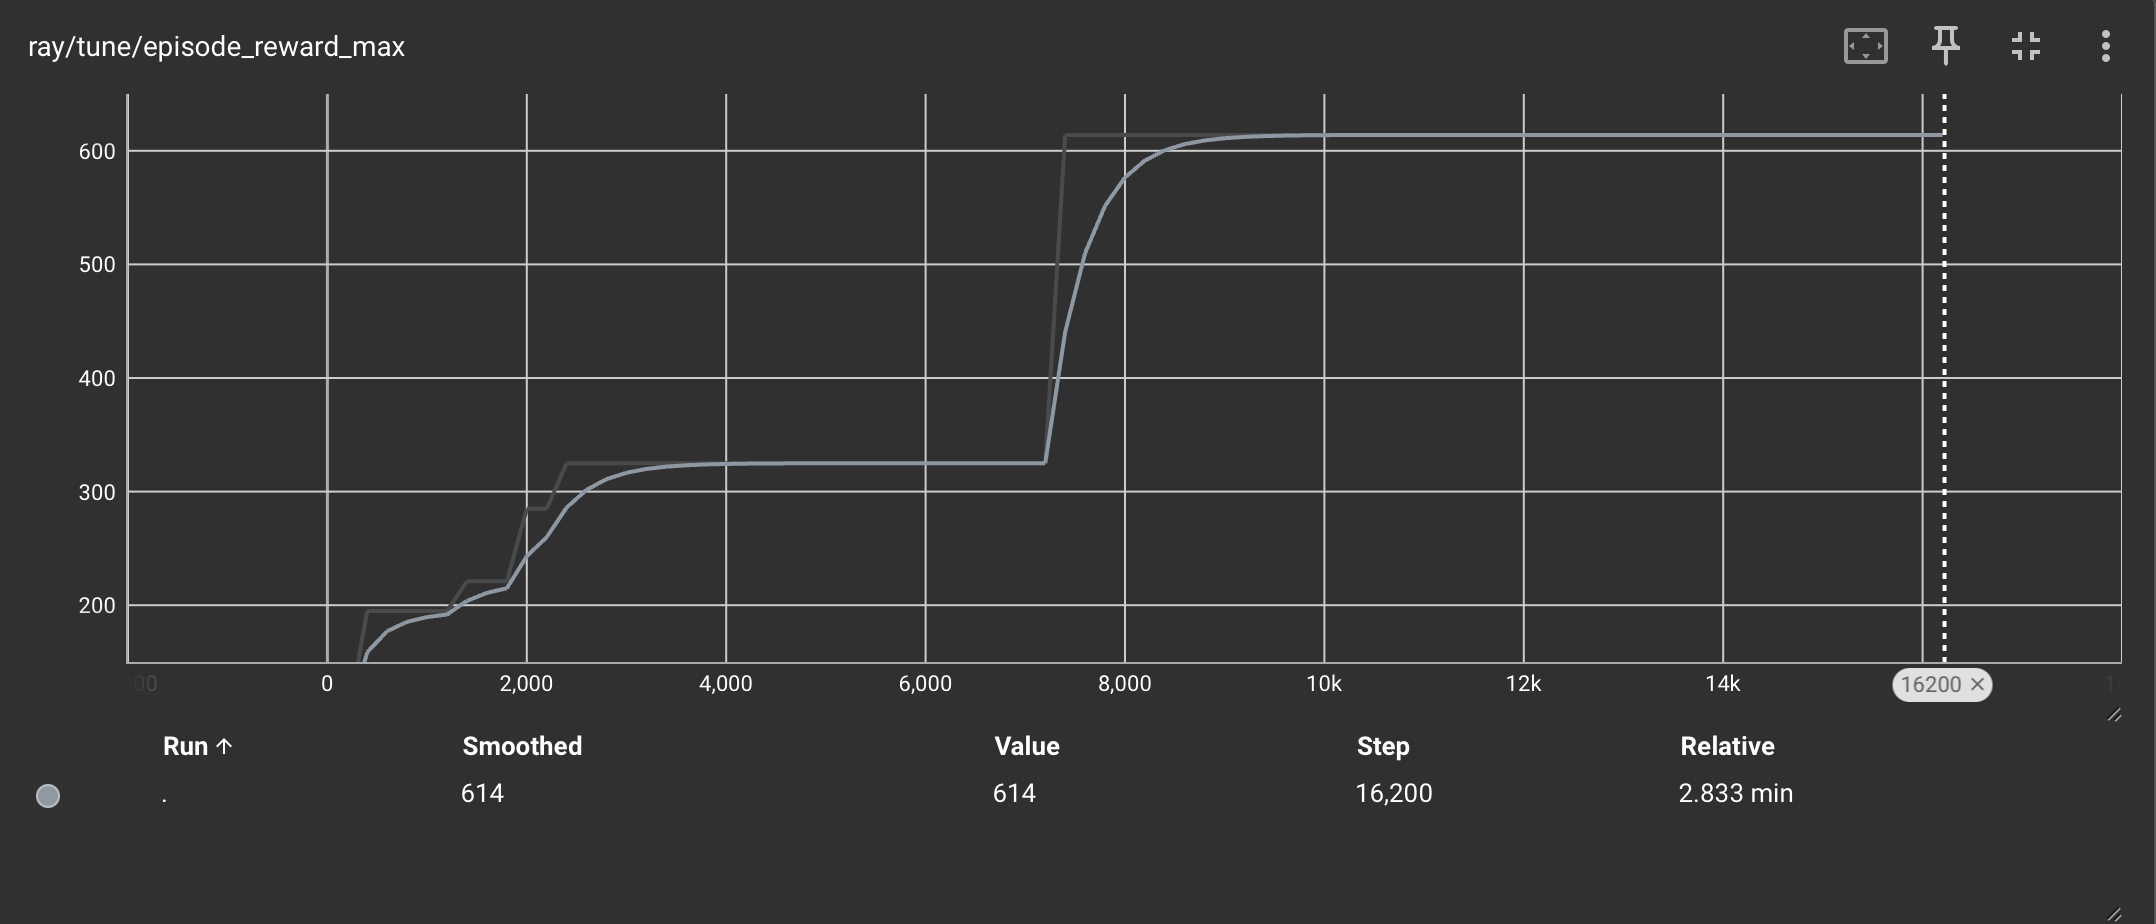 ray/tune/episode_reward_max
600
500
400
300
200
00 0 2,000 4,000 6,000 8,000 10k 12k 14k 16200 ✕
Run ↑ Smoothed Value Step Relative
. 614 614 16,200 2.833 min